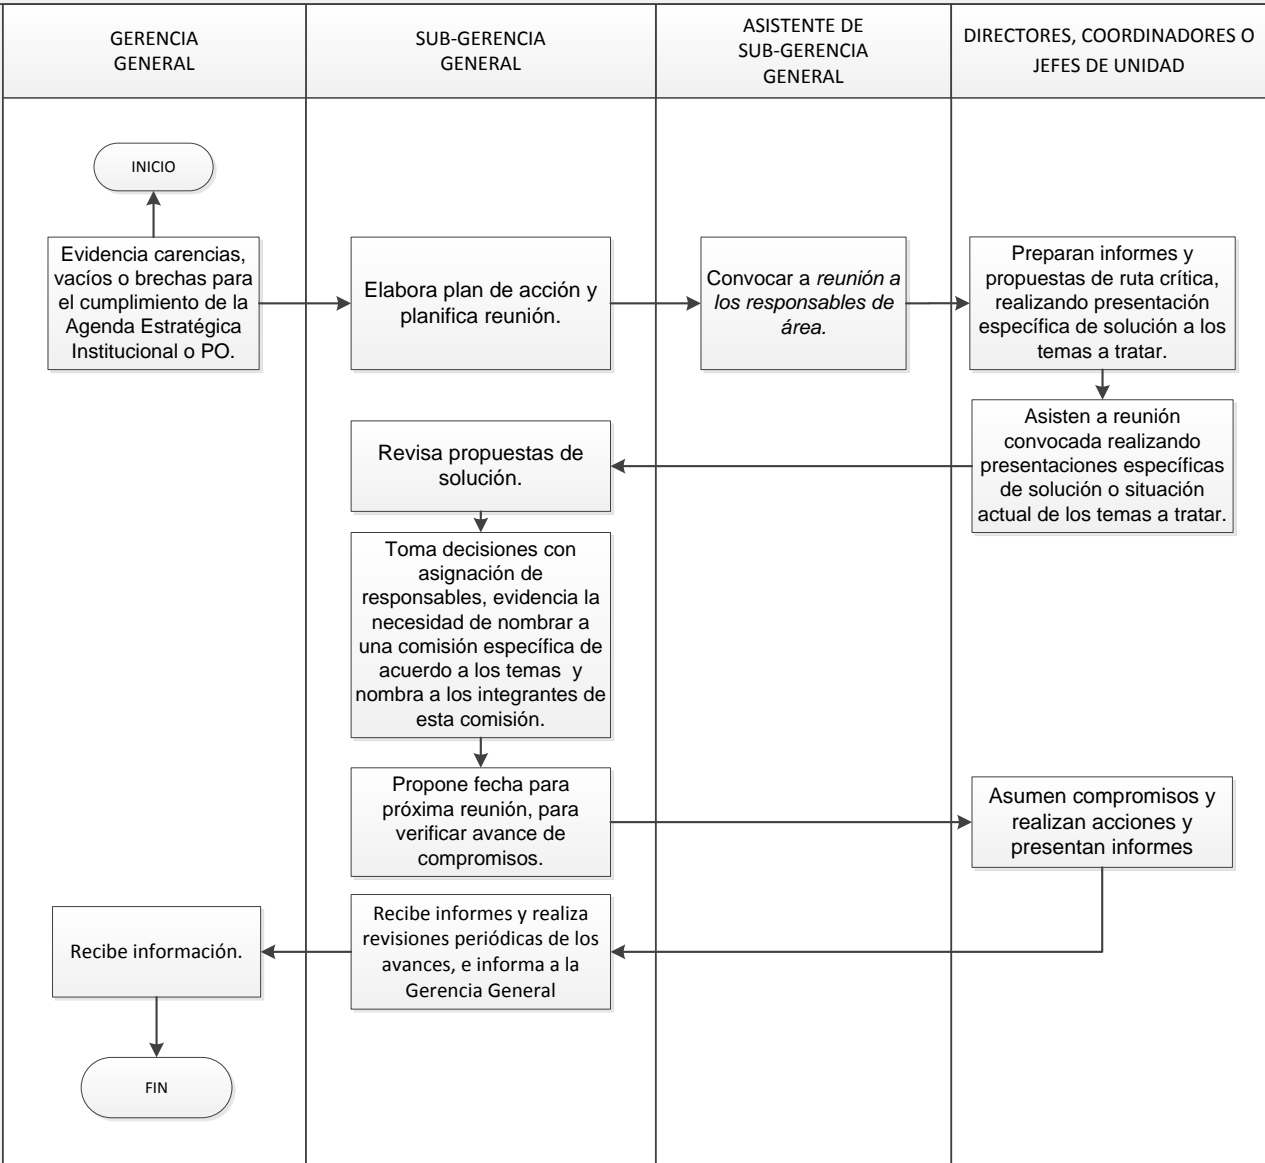 GERENCIA
GENERAL
SUB-GERENCIA
GENERAL
ASISTENTE DE
SUB-GERENCIA
GENERAL
DIRECTORES, COORDINADORES O
JEFES DE UNIDAD
INICIO
Evidencia carencias,
vacíos o brechas para
el cumplimiento de la
Agenda Estratégica
Institucional o PO.
Elabora plan de acción y
planifica reunión.
Convocar a reunión a
los responsables de
área.
Preparan informes y
propuestas de ruta crítica,
realizando presentación
específica de solución a los
temas a tratar.
Asisten a reunión
convocada realizando
presentaciones específicas
de solución o situación
actual de los temas a tratar.
Revisa propuestas de
solución.
Toma decisiones con
asignación de
responsables, evidencia la
necesidad de nombrar a
una comisión específica de
acuerdo a los temas y
nombra a los integrantes de
esta comisión.
Propone fecha para
próxima reunión, para
verificar avance de
compromisos.
Asumen compromisos y
realizan acciones y
presentan informes
Recibe informes y realiza
revisiones periódicas de los
avances, e informa a la
Gerencia General
Recibe información.
FIN